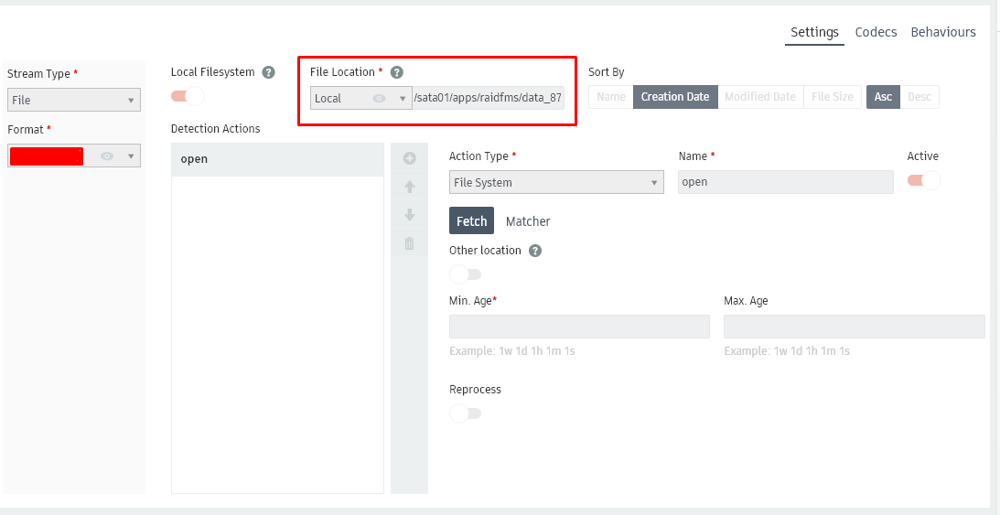 Settings Codecs Behaviours
Stream Type *
File
Format *
Local Filesystem ?
File Location * ?
Local /sata01/apps/raidfms/data_87
Sort By
Name Creation Date Modified Date File Size Asc Desc
Detection Actions
open
Action Type *
File System
Name *
open
Active
Fetch Matcher
Other location ?
Min. Age*
Example: 1w 1d 1h 1m 1s
Max. Age
Example: 1w 1d 1h 1m 1s
Reprocess